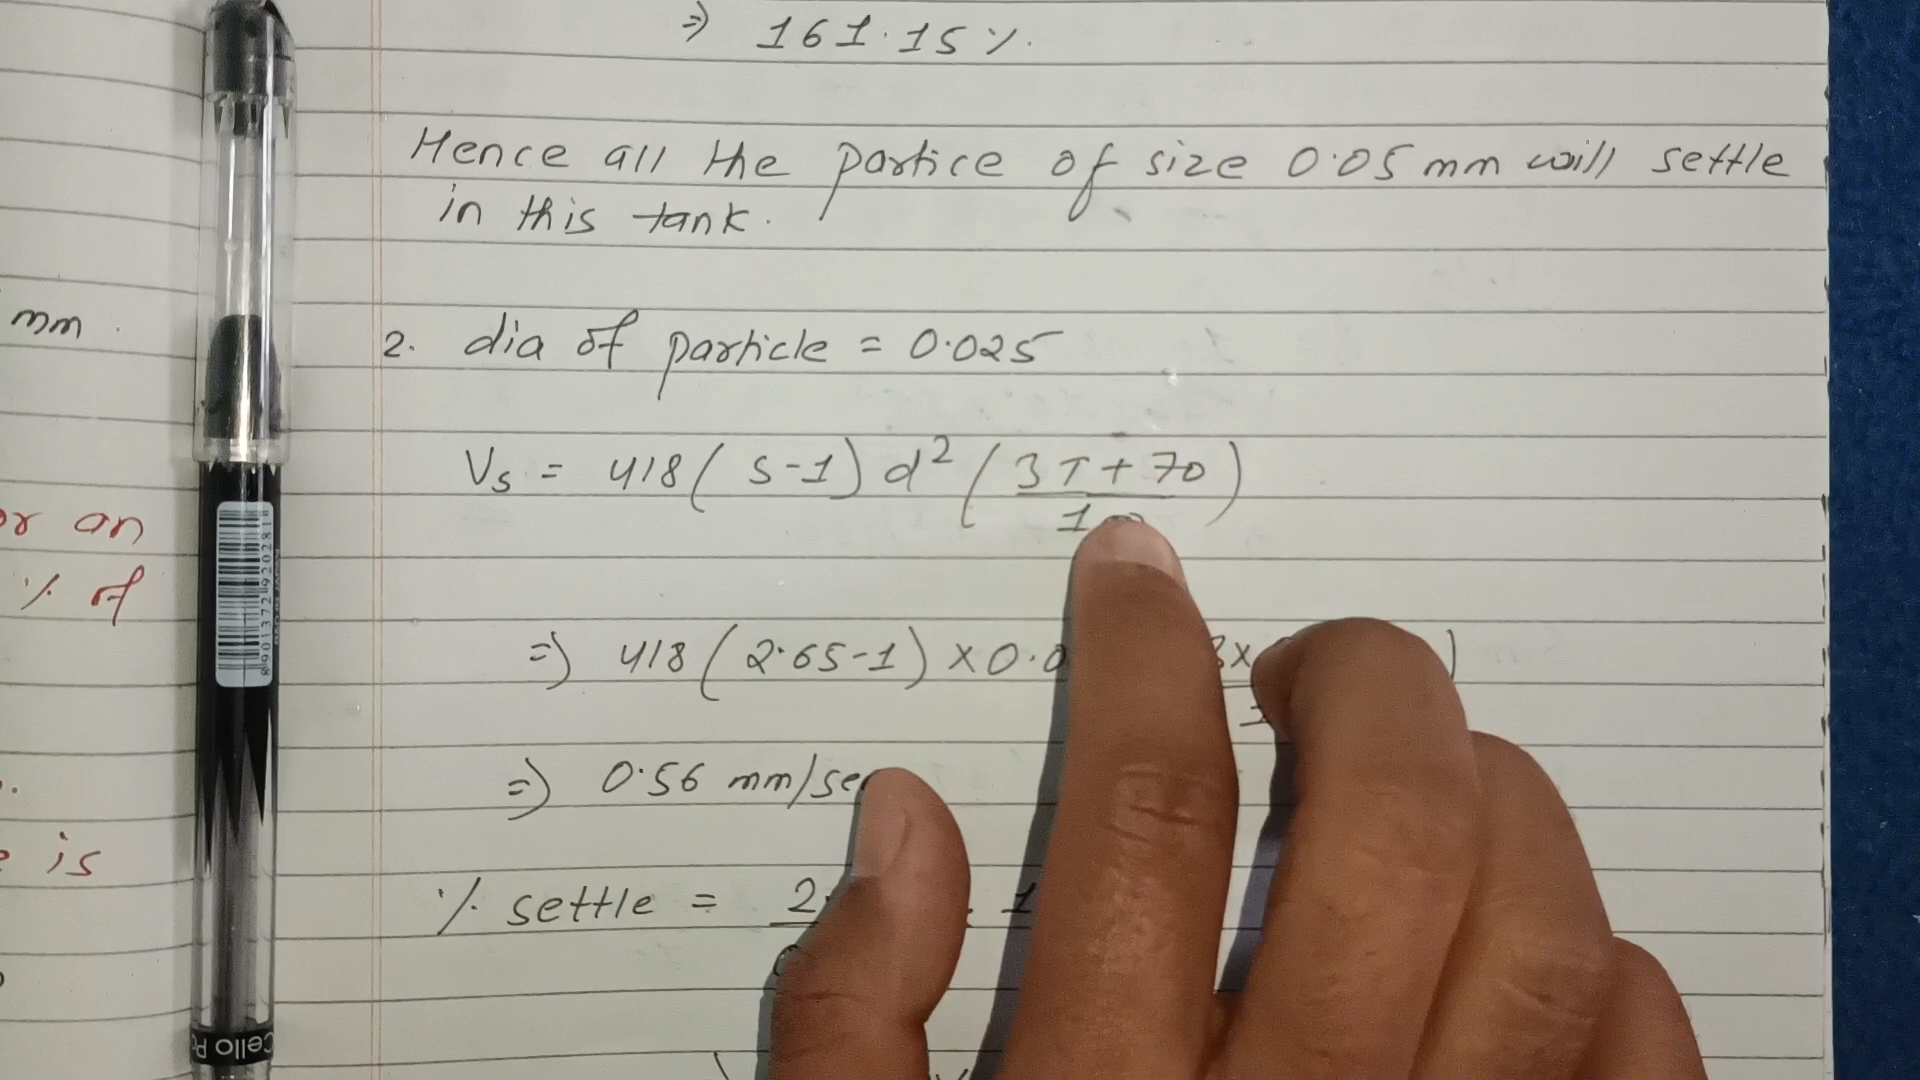 =) 161.15 %.
Hence all the partice of size 0.05 mm will settle
in this tank.
mm.
2. dia of particle = 0.025
Vs = 418 ( S-1) d² ( 3T+70 )
or an
% of
=) 418 ( 2.65-1) × 0.0
=) 0.56 mm/se
is
% settle =
8901372920281
Cello